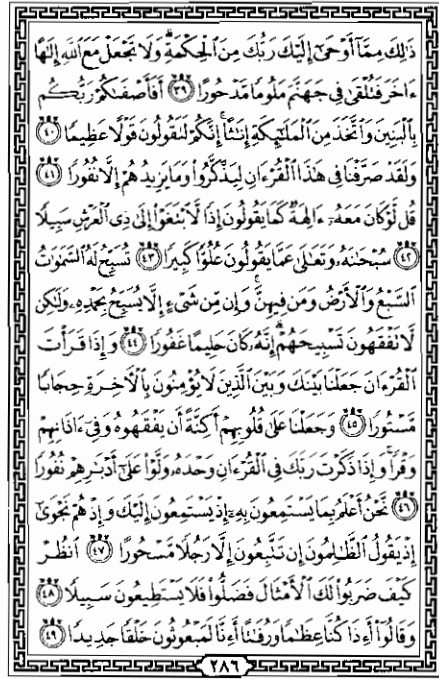 ذَٰلِكَ مِمَّآ أَوْحَىٰٓ إِلَيْكَ رَبُّكَ مِنَ ٱلْحِكْمَةِ ۗ وَلَا تَجْعَلْ مَعَ ٱللَّهِ إِلَٰهًا
ءَاخَرَ فَتُلْقَىٰ فِى جَهَنَّمَ مَلُومًا مَّدْحُورًا ﴿٣٩﴾ أَفَأَصْفَىٰكُمْ رَبُّكُم
بِٱلْبَنِينَ وَٱتَّخَذَ مِنَ ٱلْمَلَٰٓئِكَةِ إِنَٰثًا ۚ إِنَّكُمْ لَتَقُولُونَ قَوْلًا عَظِيمًا ﴿٤٠﴾
وَلَقَدْ صَرَّفْنَا فِى هَٰذَا ٱلْقُرْءَانِ لِيَذَّكَّرُوا۟ وَمَا يَزِيدُهُمْ إِلَّا نُفُورًا ﴿٤١﴾
قُل لَّوْ كَانَ مَعَهُۥٓ ءَالِهَةٌ كَمَا يَقُولُونَ إِذًا لَّٱبْتَغَوْا۟ إِلَىٰ ذِى ٱلْعَرْشِ سَبِيلًا
﴿٤٢﴾ سُبْحَٰنَهُۥ وَتَعَٰلَىٰ عَمَّا يَقُولُونَ عُلُوًّا كَبِيرًا ﴿٤٣﴾ تُسَبِّحُ لَهُ ٱلسَّمَٰوَٰتُ
ٱلسَّبْعُ وَٱلْأَرْضُ وَمَن فِيهِنَّ ۚ وَإِن مِّن شَىْءٍ إِلَّا يُسَبِّحُ بِحَمْدِهِۦ وَلَٰكِن
لَّا تَفْقَهُونَ تَسْبِيحَهُمْ ۗ إِنَّهُۥ كَانَ حَلِيمًا غَفُورًا ﴿٤٤﴾ وَإِذَا قَرَأْتَ
ٱلْقُرْءَانَ جَعَلْنَا بَيْنَكَ وَبَيْنَ ٱلَّذِينَ لَا يُؤْمِنُونَ بِٱلْءَاخِرَةِ حِجَابًا
مَّسْتُورًا ﴿٤٥﴾ وَجَعَلْنَا عَلَىٰ قُلُوبِهِمْ أَكِنَّةً أَن يَفْقَهُوهُ وَفِىٓ ءَاذَانِهِمْ
وَقْرًا ۚ وَإِذَا ذَكَرْتَ رَبَّكَ فِى ٱلْقُرْءَانِ وَحْدَهُۥ وَلَّوْا۟ عَلَىٰٓ أَدْبَٰرِهِمْ نُفُورًا
﴿٤٦﴾ نَّحْنُ أَعْلَمُ بِمَا يَسْتَمِعُونَ بِهِۦٓ إِذْ يَسْتَمِعُونَ إِلَيْكَ وَإِذْ هُمْ نَجْوَىٰٓ
إِذْ يَقُولُ ٱلظَّٰلِمُونَ إِن تَتَّبِعُونَ إِلَّا رَجُلًا مَّسْحُورًا ﴿٤٧﴾ ٱنظُرْ
كَيْفَ ضَرَبُوا۟ لَكَ ٱلْأَمْثَالَ فَضَلُّوا۟ فَلَا يَسْتَطِيعُونَ سَبِيلًا ﴿٤٨﴾
وَقَالُوٓا۟ أَءِذَا كُنَّا عِظَٰمًا وَرُفَٰتًا أَءِنَّا لَمَبْعُوثُونَ خَلْقًا جَدِيدًا ﴿٤٩﴾
٢٨٦